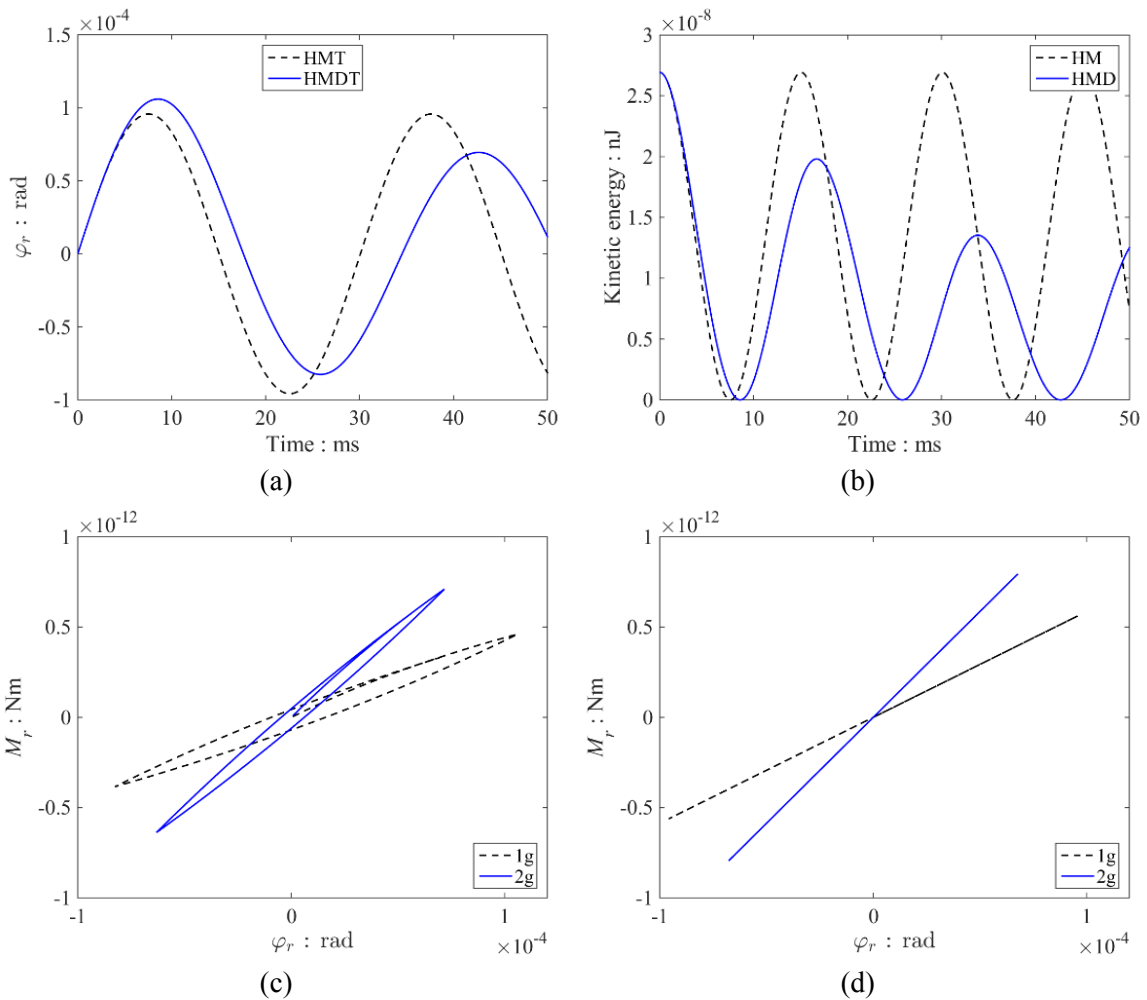 ×10⁻⁴
1.5
1
0.5
0
-0.5
-1
0 10 20 30 40 50
φr : rad
Time : ms
HMT
HMDT
(a)
×10⁻⁸
3
2.5
2
1.5
1
0.5
0
0 10 20 30 40 50
Kinetic energy : nJ
Time : ms
HM
HMD
(b)
×10⁻¹²
1
0.5
0
-0.5
-1
-1 0 1
×10⁻⁴
Mr : Nm
φr : rad
1g
2g
(c)
×10⁻¹²
1
0.5
0
-0.5
-1
-1 0 1
×10⁻⁴
Mr : Nm
φr : rad
1g
2g
(d)